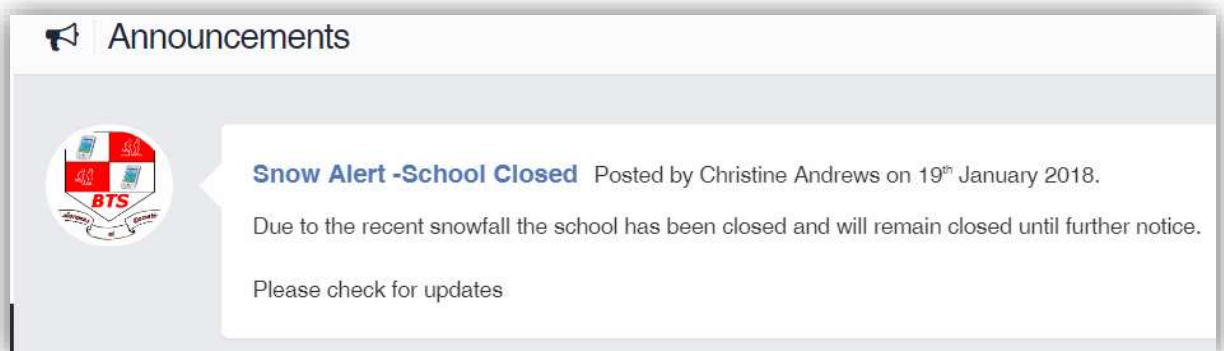 Announcements
BTS
Snow Alert -School Closed Posted by Christine Andrews on 19th January 2018.
Due to the recent snowfall the school has been closed and will remain closed until further notice.
Please check for updates